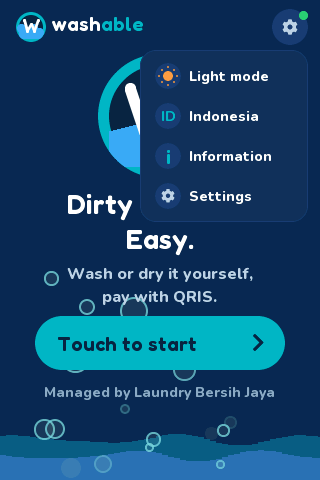 washable
Light mode
ID Indonesia
Information
Settings
Dirty
Easy.
Wash or dry it yourself,
pay with QRIS.
Touch to start
Managed by Laundry Bersih Jaya